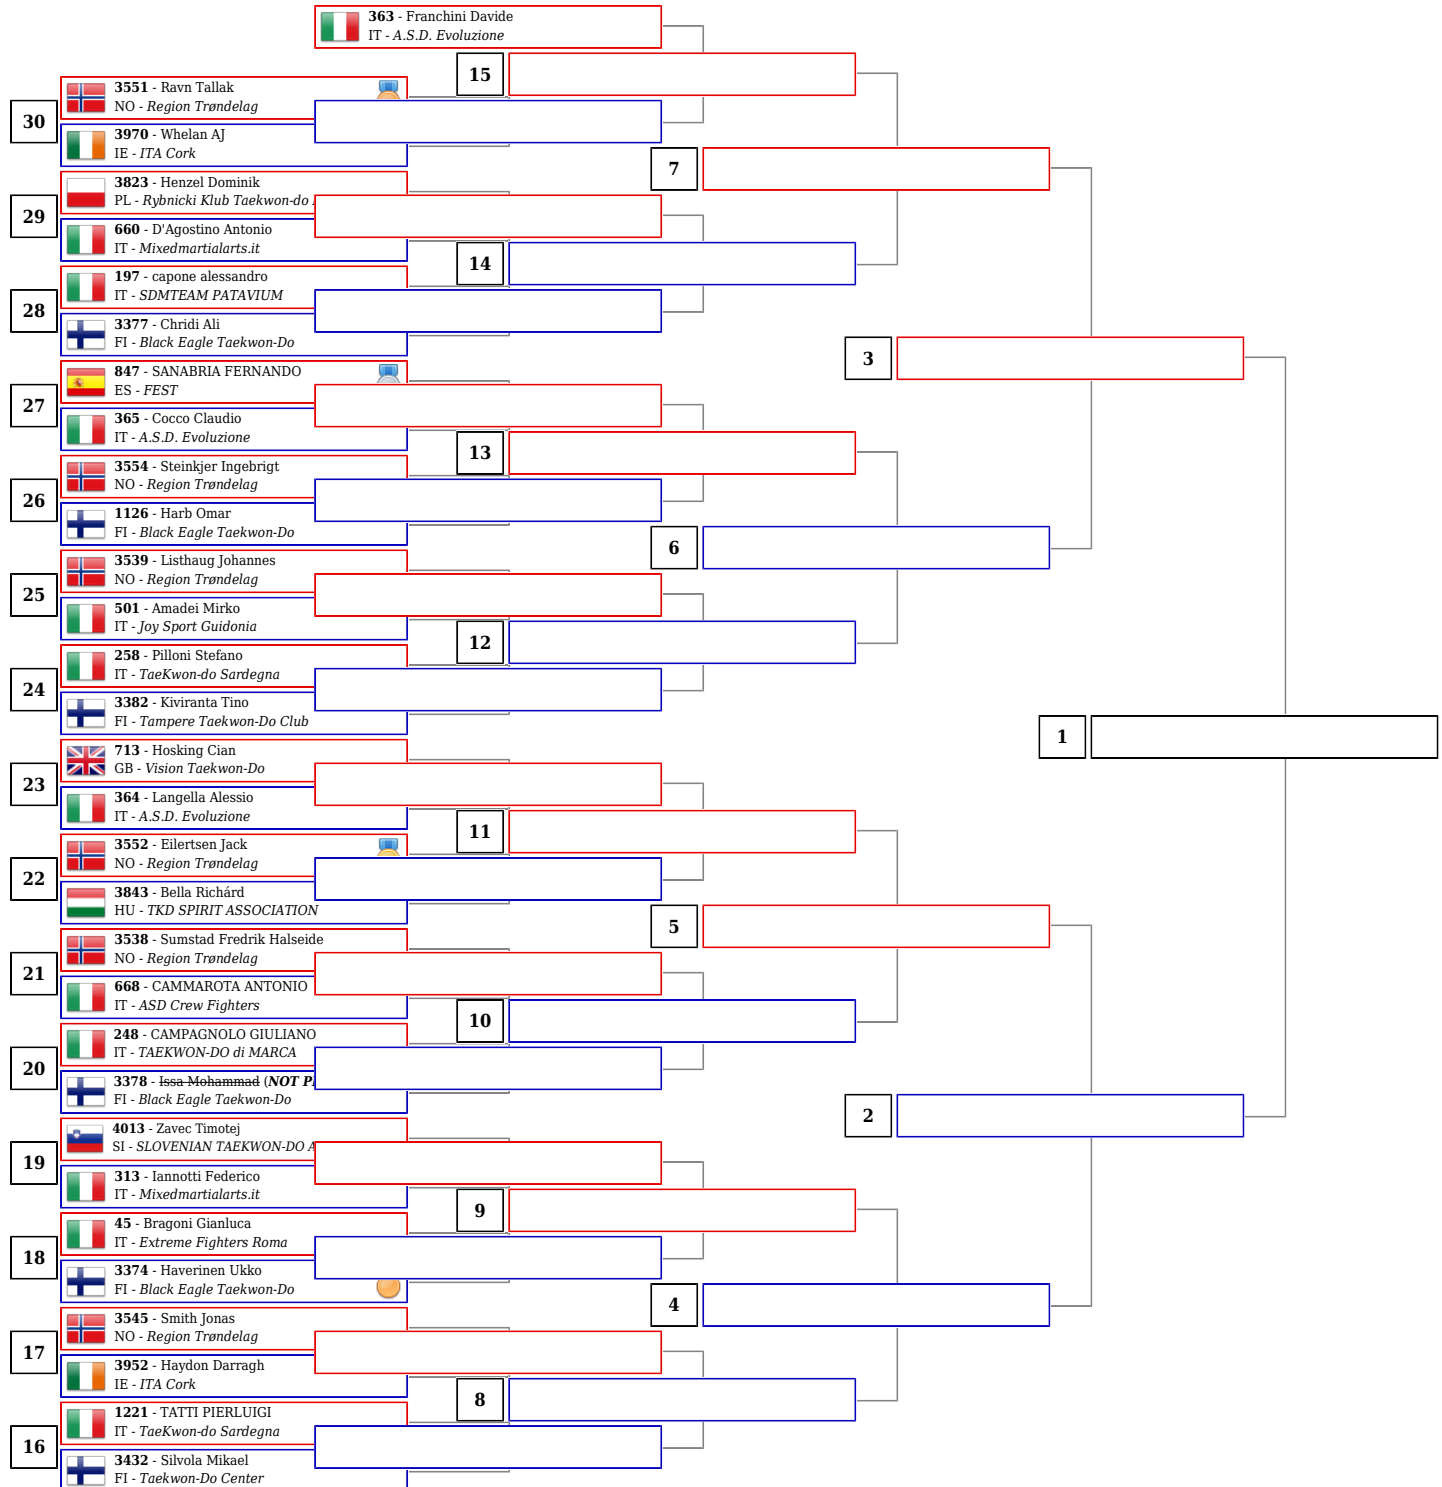 363 - Franchini Davide
IT - A.S.D. Evoluzione
15
3551 - Ravn Tallak
NO - Region Trøndelag
30
3970 - Whelan AJ
IE - ITA Cork
7
3823 - Henzel Dominik
PL - Rybnicki Klub Taekwon-do
29
660 - D'Agostino Antonio
IT - Mixedmartialarts.it
14
197 - capone alessandro
IT - SDMTEAM PATAVIUM
28
3377 - Chridi Ali
FI - Black Eagle Taekwon-Do
3
847 - SANABRIA FERNANDO
ES - FEST
27
365 - Cocco Claudio
IT - A.S.D. Evoluzione
13
3554 - Steinkjer Ingebrigt
NO - Region Trøndelag
26
1126 - Harb Omar
FI - Black Eagle Taekwon-Do
6
3539 - Listhaug Johannes
NO - Region Trøndelag
25
501 - Amadei Mirko
IT - Joy Sport Guidonia
12
258 - Pilloni Stefano
IT - TaeKwon-do Sardegna
24
3382 - Kiviranta Tino
FI - Tampere Taekwon-Do Club
1
713 - Hosking Cian
GB - Vision Taekwon-Do
23
364 - Langella Alessio
IT - A.S.D. Evoluzione
11
3552 - Eilertsen Jack
NO - Region Trøndelag
22
3843 - Bella Richárd
HU - TKD SPIRIT ASSOCIATION
5
3538 - Sumstad Fredrik Halseide
NO - Region Trøndelag
21
668 - CAMMAROTA ANTONIO
IT - ASD Crew Fighters
10
248 - CAMPAGNOLO GIULIANO
IT - TAEKWON-DO di MARCA
20
3378 - Issa Mohammad (NOT P
FI - Black Eagle Taekwon-Do
2
4013 - Zavec Timotej
SI - SLOVENIAN TAEKWON-DO A
19
313 - Iannotti Federico
IT - Mixedmartialarts.it
9
45 - Bragoni Gianluca
IT - Extreme Fighters Roma
18
3374 - Haverinen Ukko
FI - Black Eagle Taekwon-Do
4
3545 - Smith Jonas
NO - Region Trøndelag
17
3952 - Haydon Darragh
IE - ITA Cork
8
1221 - TATTI PIERLUIGI
IT - TaeKwon-do Sardegna
16
3432 - Silvola Mikael
FI - Taekwon-Do Center